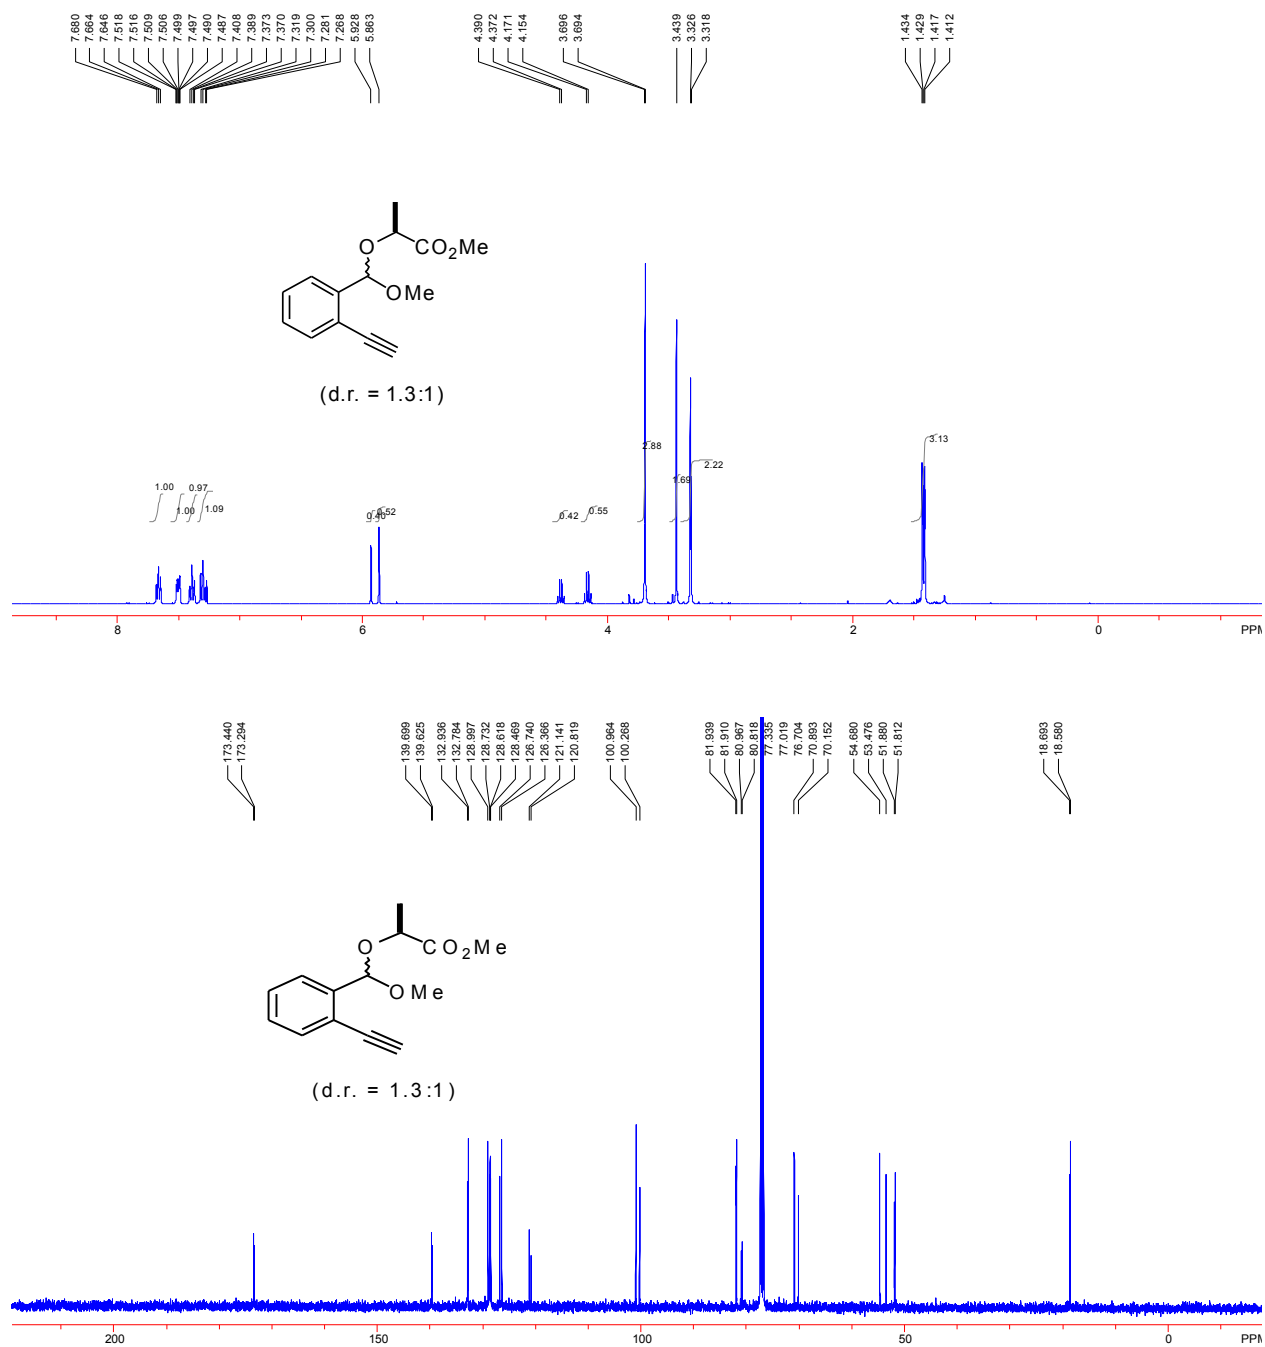 7.680 7.664 7.646 7.518 7.516 7.509 7.506 7.499 7.497 7.490 7.487 7.408 7.389 7.373 7.370 7.319 7.300 7.281 7.268 5.928 5.863 4.390 4.372 4.171 4.154 3.696 3.694 3.439 3.326 3.318 1.434 1.429 1.417 1.412
O
CO2Me
OMe
(d.r. = 1.3:1)
1.00 1.00 0.97 1.09 0.52 0.42 0.55 2.88 1.69 2.22 3.13
8 6 4 2 0 PPM
173.440 173.294 139.699 139.625 132.936 132.784 128.997 128.732 128.618 128.469 126.740 126.366 121.141 120.819 100.964 100.268 81.939 81.910 80.967 80.818 77.335 77.019 76.704 70.893 70.152 54.680 53.476 51.880 51.812 18.693 18.580
O
CO2Me
OMe
(d.r. = 1.3:1)
200 150 100 50 0 PPM